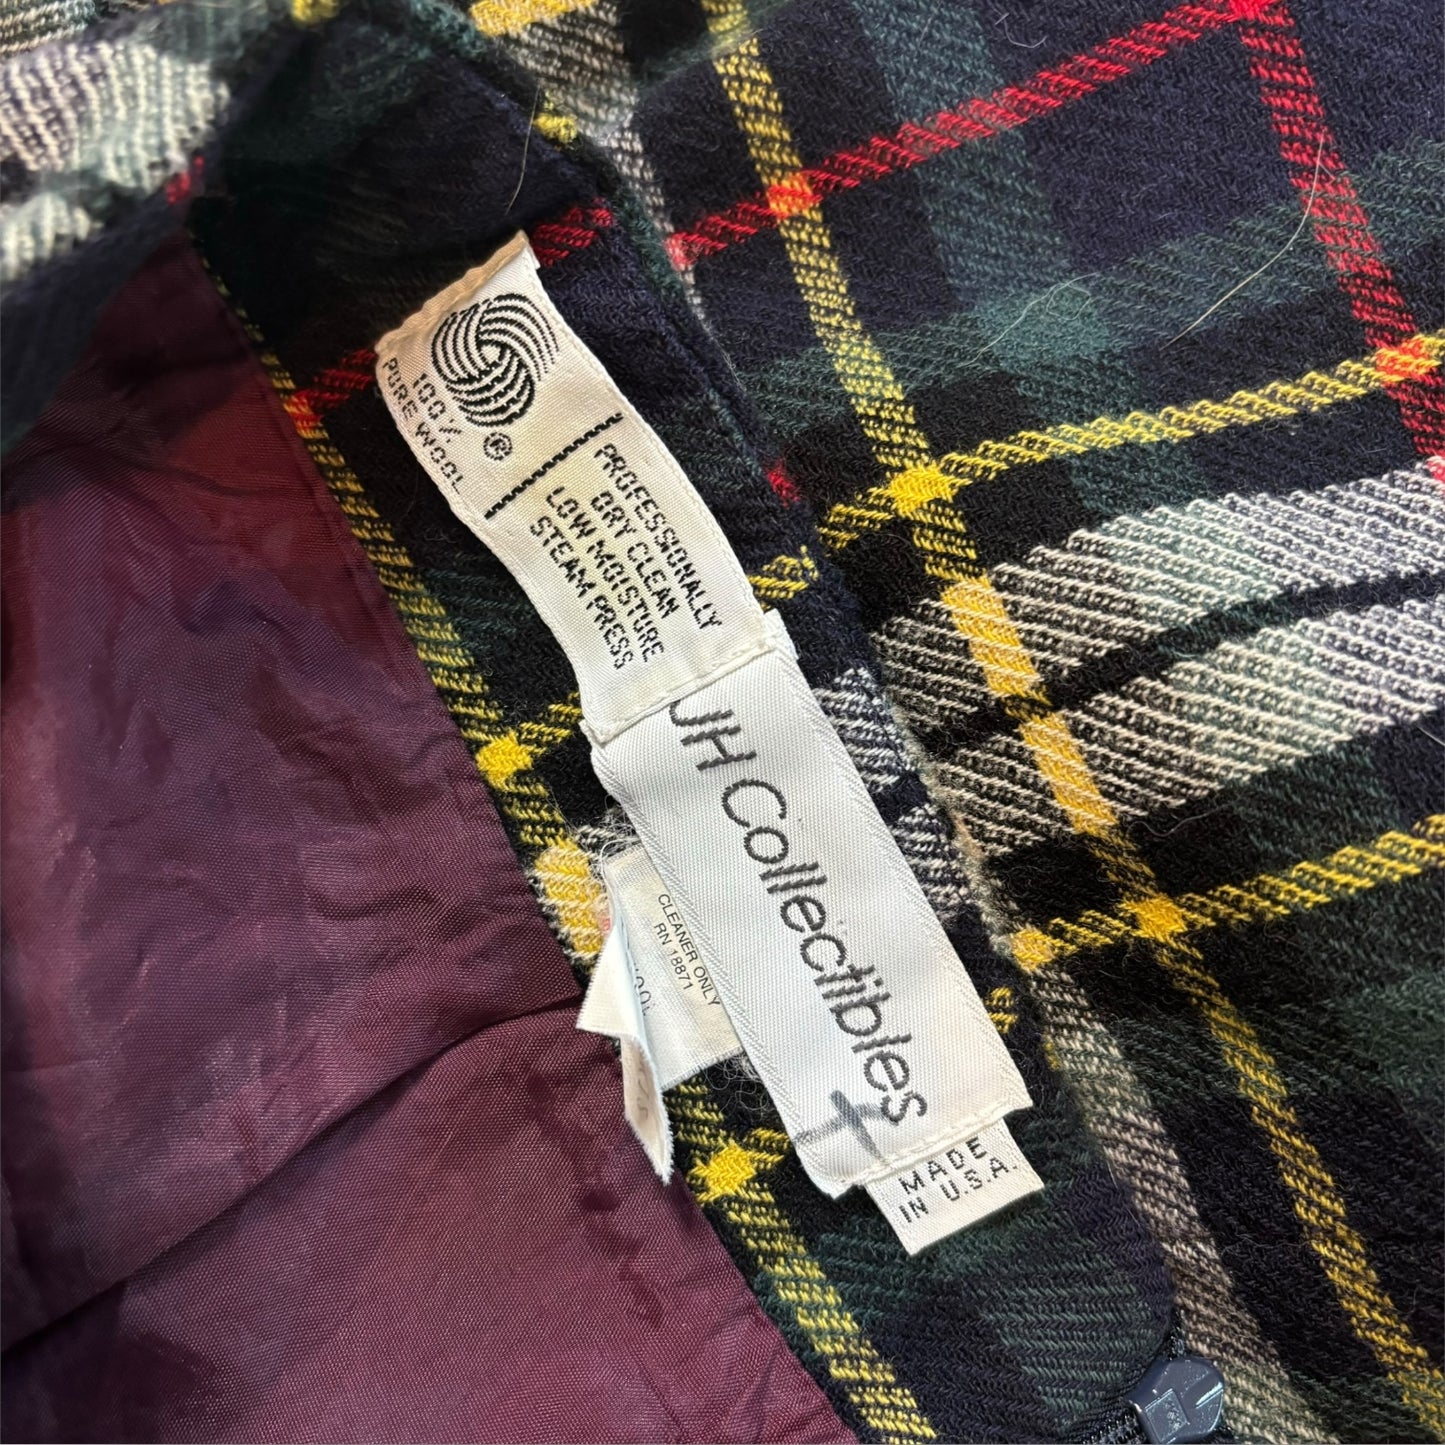 100%
PURE WOOL
®
PROFESSIONALLY
DRY CLEAN
LOW MOISTURE
STEAM PRESS
JH Collectibles
CLEANER ONLY
RN 18871
MADE
IN U.S.A.